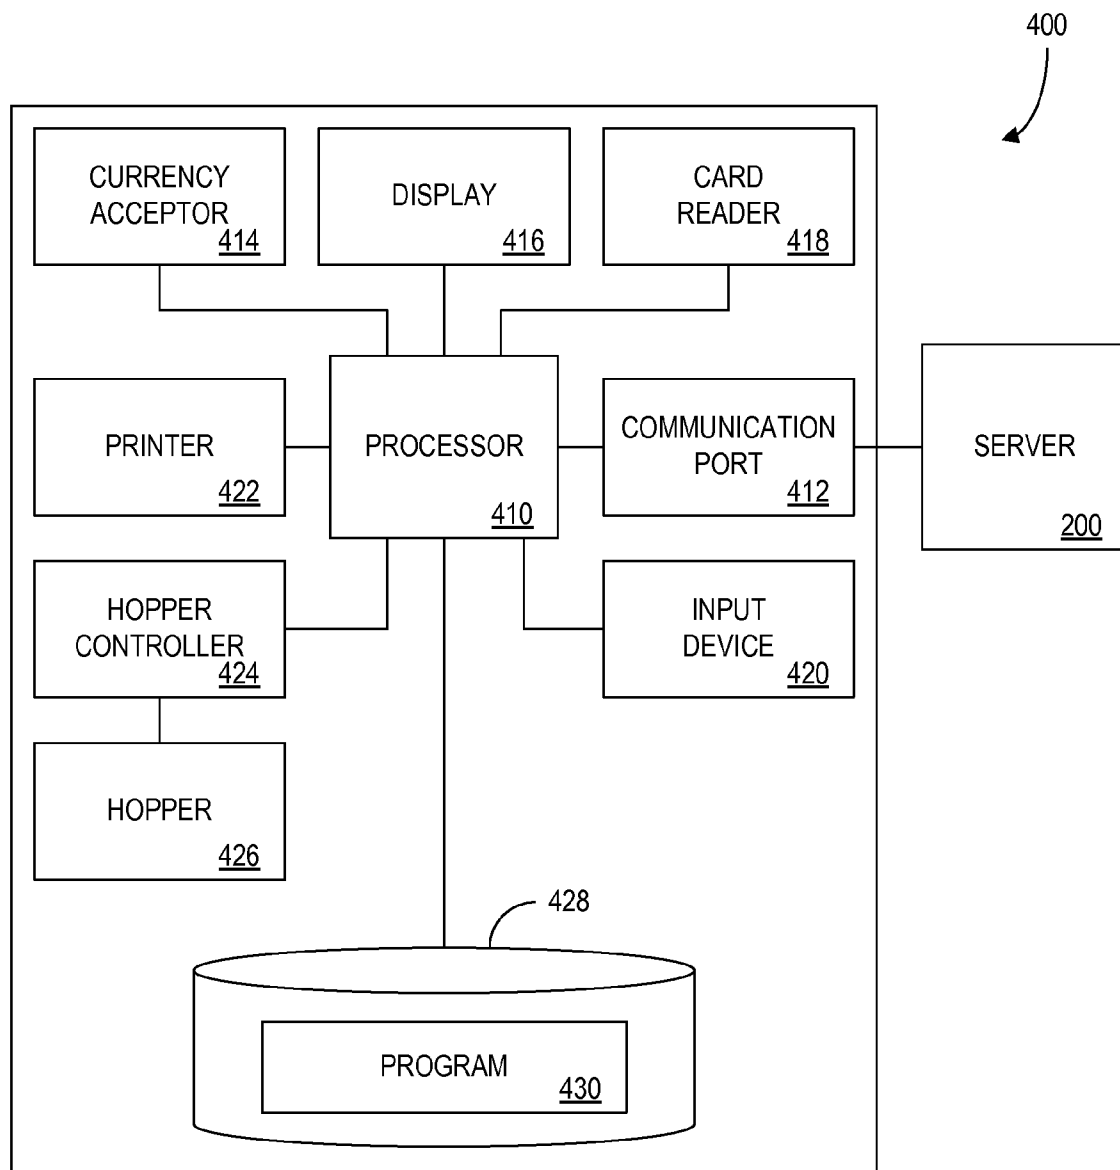 400
CURRENCY
ACCEPTOR
414
DISPLAY
416
CARD
READER
418
PRINTER
422
PROCESSOR
410
COMMUNICATION
PORT
412
SERVER
200
HOPPER
CONTROLLER
424
INPUT
DEVICE
420
HOPPER
426
428
PROGRAM
430